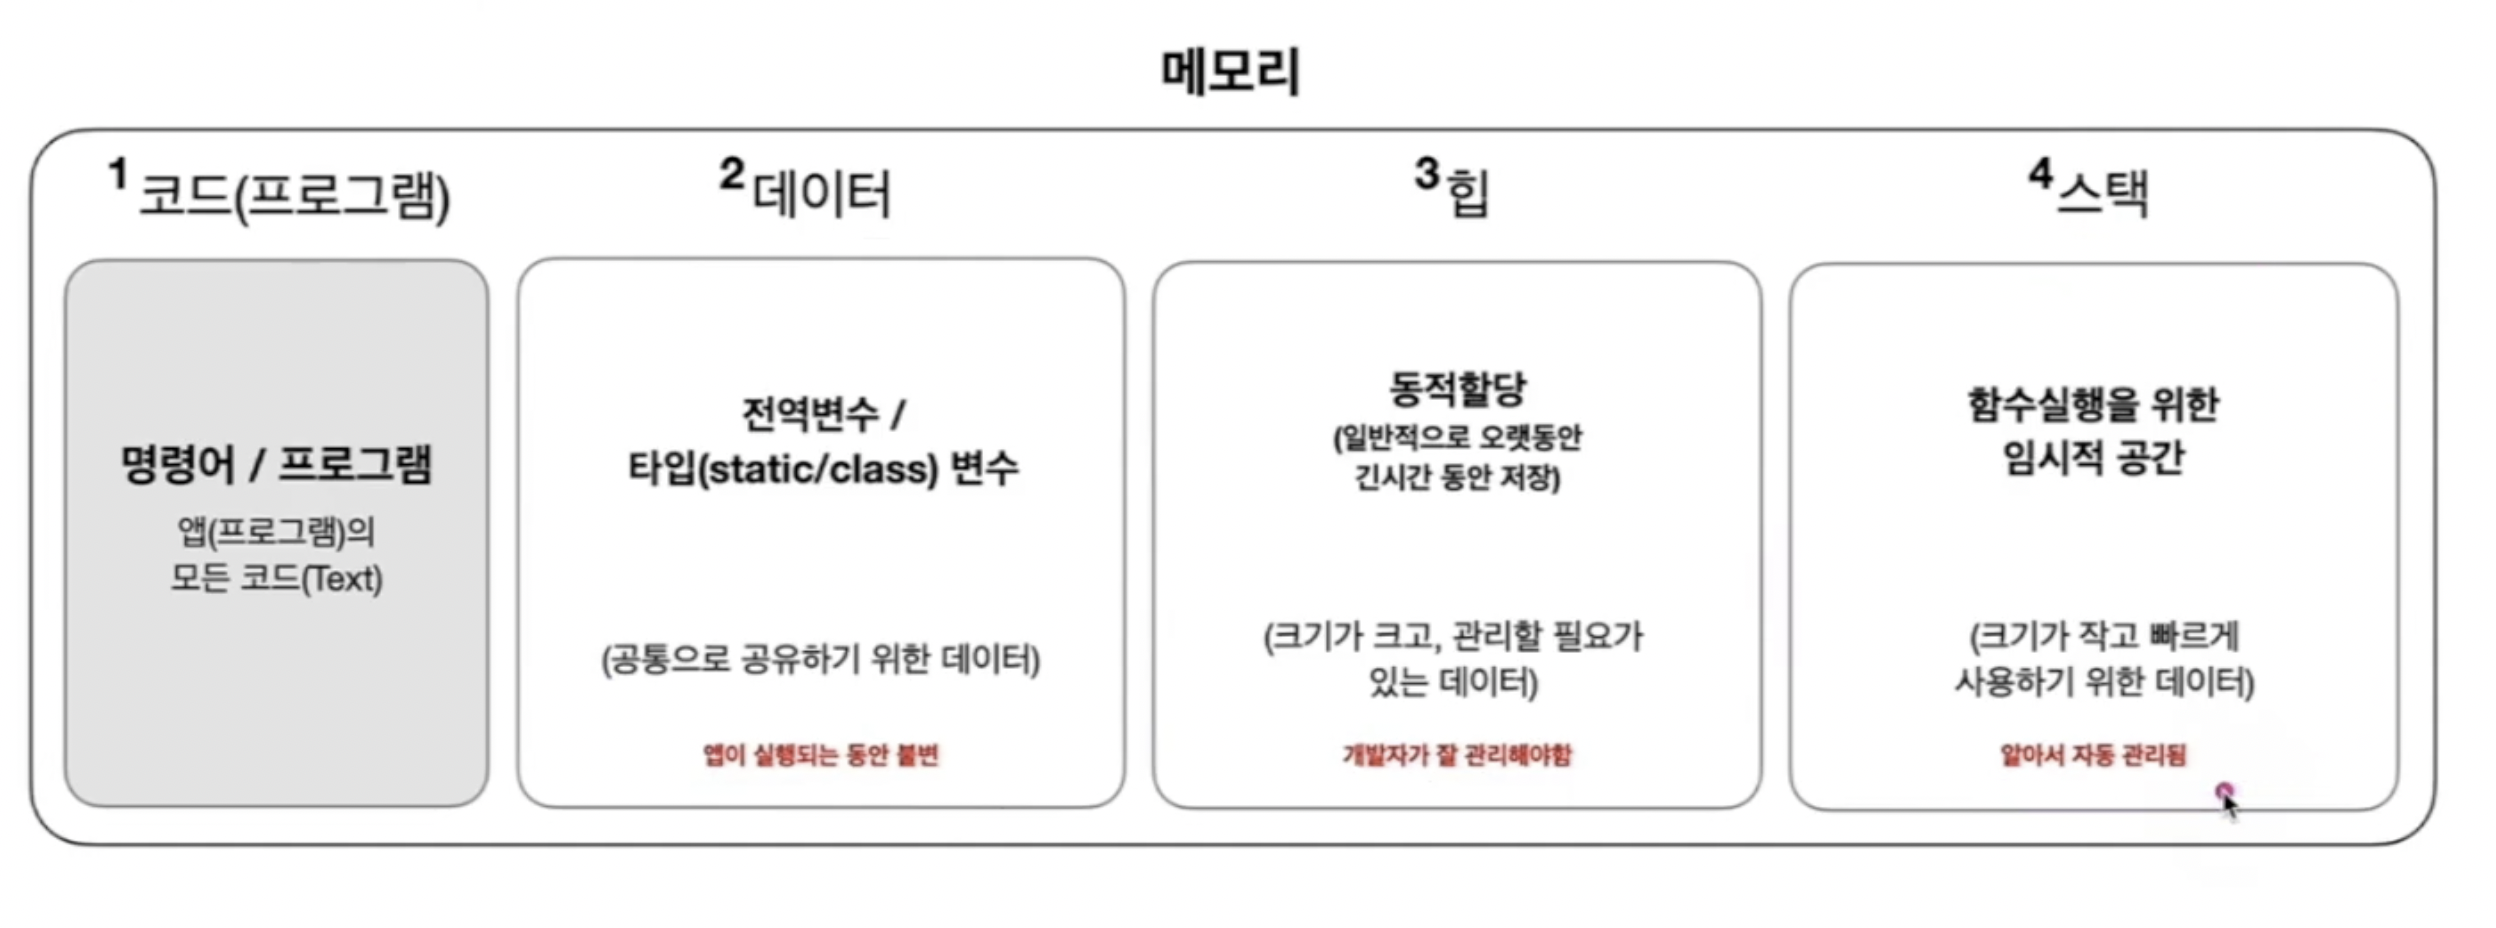 메모리
1 코드(프로그램)
명령어 / 프로그램
앱(프로그램)의
모든 코드(Text)
2 데이터
전역변수 /
타입(static/class) 변수
(공통으로 공유하기 위한 데이터)
앱이 실행되는 동안 불변
3 힙
동적할당
(일반적으로 오랫동안
긴시간 동안 저장)
(크기가 크고, 관리할 필요가
있는 데이터)
개발자가 잘 관리해야함
4 스택
함수실행을 위한
임시적 공간
(크기가 작고 빠르게
사용하기 위한 데이터)
알아서 자동 관리됨